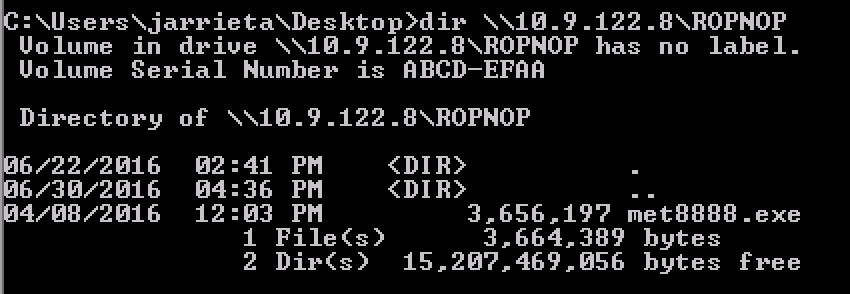 C:\Users\jarrieta\Desktop>dir \\10.9.122.8\ROPNOP
Volume in drive \\10.9.122.8\ROPNOP has no label.
Volume Serial Number is ABCD-EFAA
Directory of \\10.9.122.8\ROPNOP
06/22/2016  02:41 PM    <DIR>          .
06/30/2016  04:36 PM    <DIR>          ..
04/08/2016  12:03 PM         3,656,197 met8888.exe
1 File(s)      3,664,389 bytes
2 Dir(s)  15,207,469,056 bytes free